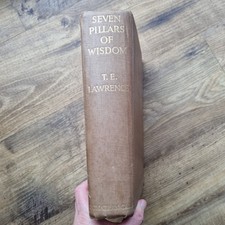 SEVEN
PILLARS
OF
WISDOM
T. E.
LAWRENCE